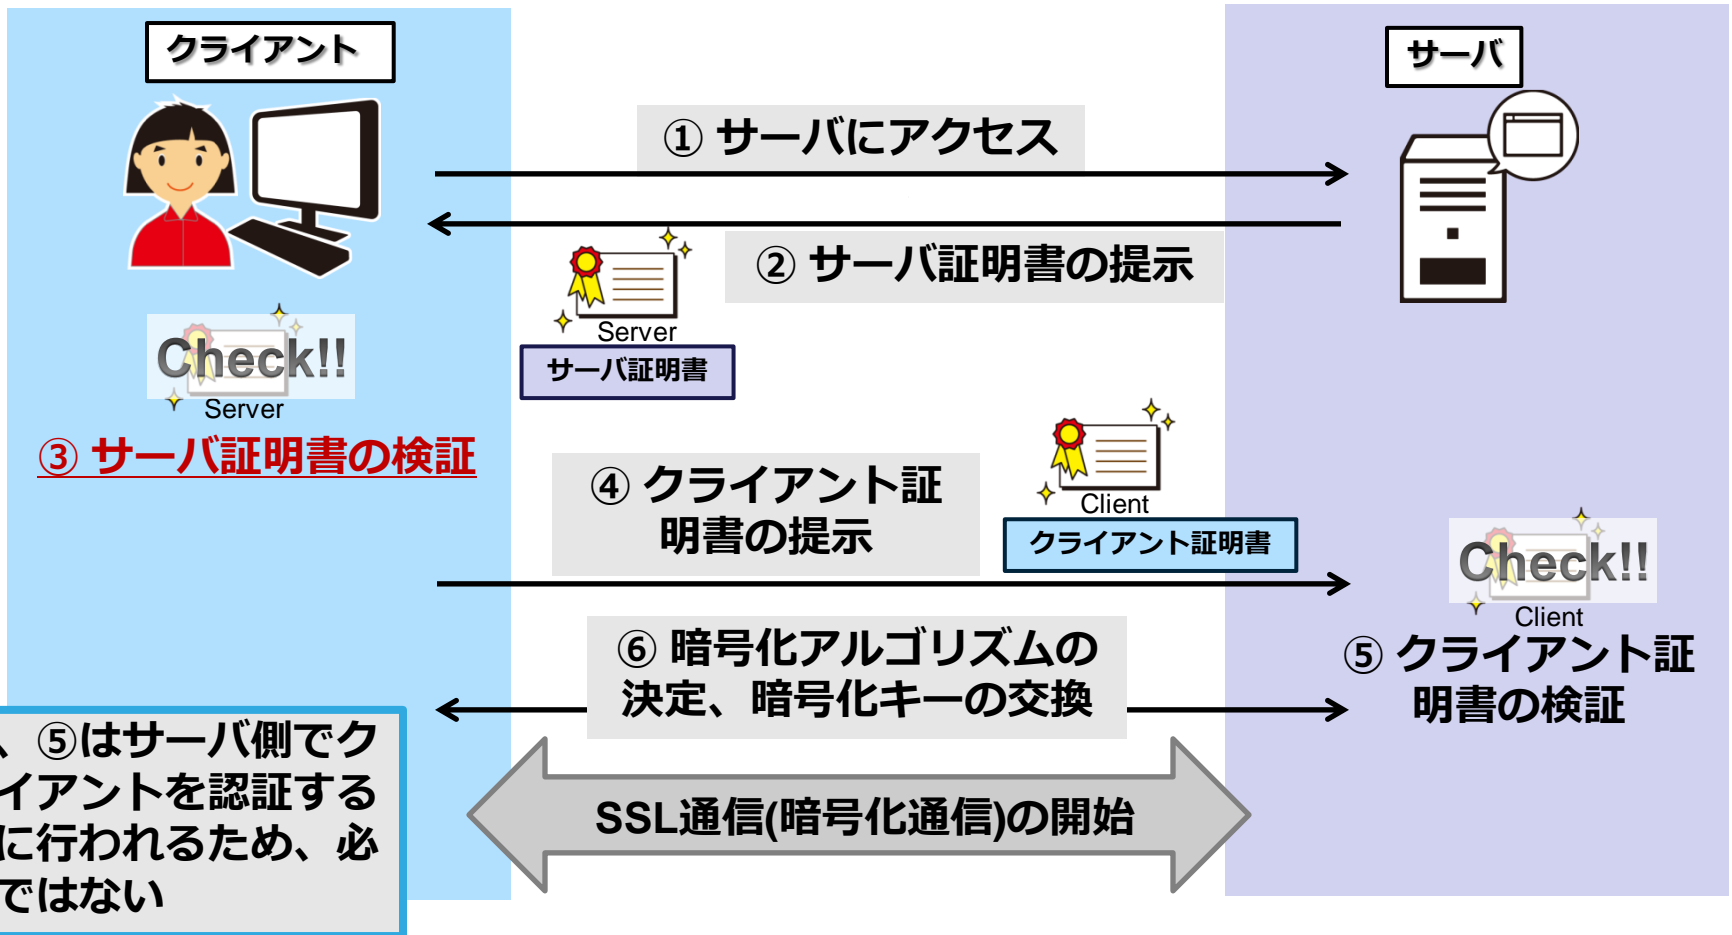 クライアント
サーバ
① サーバにアクセス
② サーバ証明書の提示
Server
サーバ証明書
Check!!
Server
③ サーバ証明書の検証
④ クライアント証
明書の提示
Client
クライアント証明書
Check!!
Client
⑤ クライアント証
明書の検証
⑥ 暗号化アルゴリズムの
決定、暗号化キーの交換
SSL通信(暗号化通信)の開始
、⑤はサーバ側でク
イアントを認証する
に行われるため、必
ではない